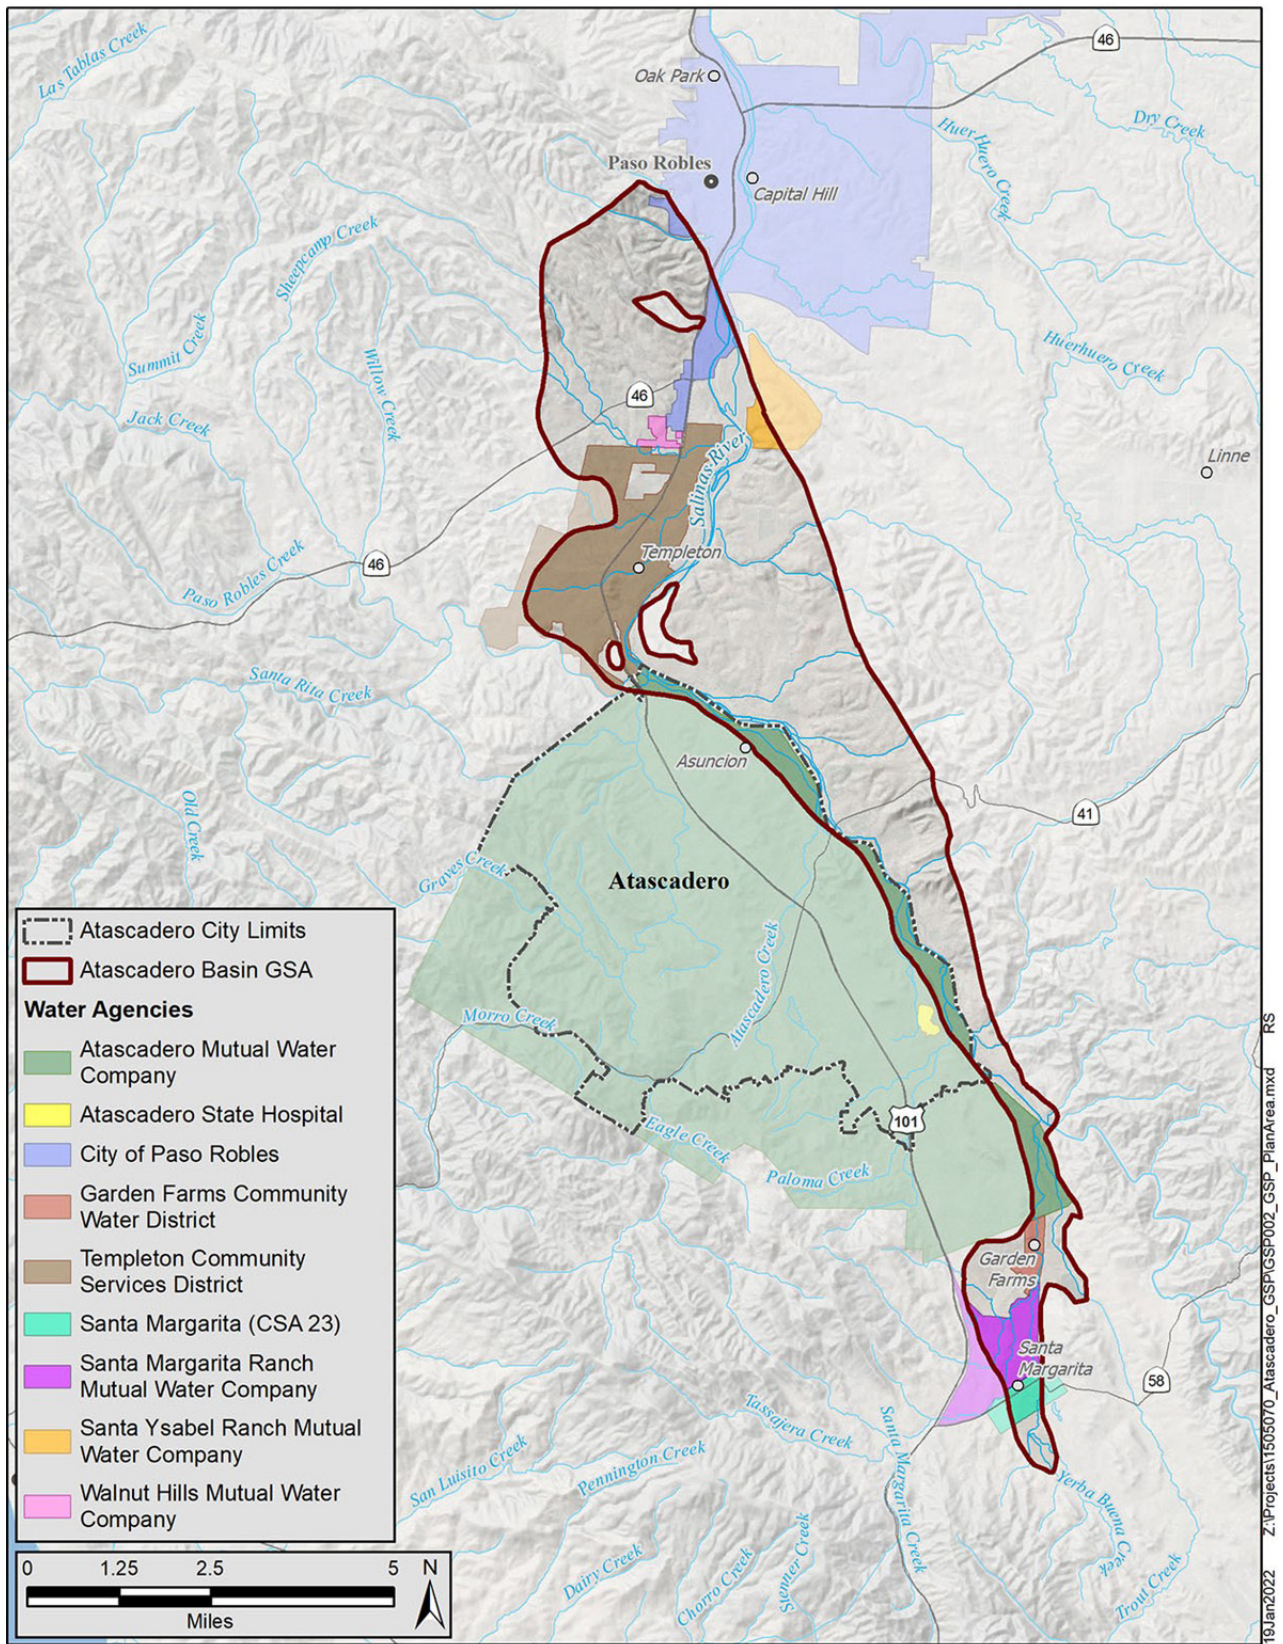 46
Oak Park
Las Tablas Creek
Dry Creek
Huer Huero Creek
Paso Robles
Capital Hill
Sheepcamp Creek
Summit Creek
Willow Creek
Huerhuero Creek
46
Jack Creek
Salinas River
Linne
Templeton
46
Paso Robles Creek
Santa Rita Creek
Asuncion
Old Creek
41
Graves Creek
Atascadero
Atascadero Creek
Morro Creek
101
Eagle Creek
Paloma Creek
Garden
Farms
Santa
Margarita
58
Tassajera Creek
Santa Margarita Creek
San Luisito Creek
Pennington Creek
Yerba Buena Creek
Stenner Creek
Dairy Creek
Chorro Creek
Trout Creek
Atascadero City Limits
Atascadero Basin GSA
Water Agencies
Atascadero Mutual Water
Company
Atascadero State Hospital
City of Paso Robles
Garden Farms Community
Water District
Templeton Community
Services District
Santa Margarita (CSA 23)
Santa Margarita Ranch
Mutual Water Company
Santa Ysabel Ranch Mutual
Water Company
Walnut Hills Mutual Water
Company
0 1.25 2.5 5 N
Miles
19Jan2022 Z:\Projects\1505070_Atascadero_GSP\GSP002_GSP_PlanArea.mxd RS